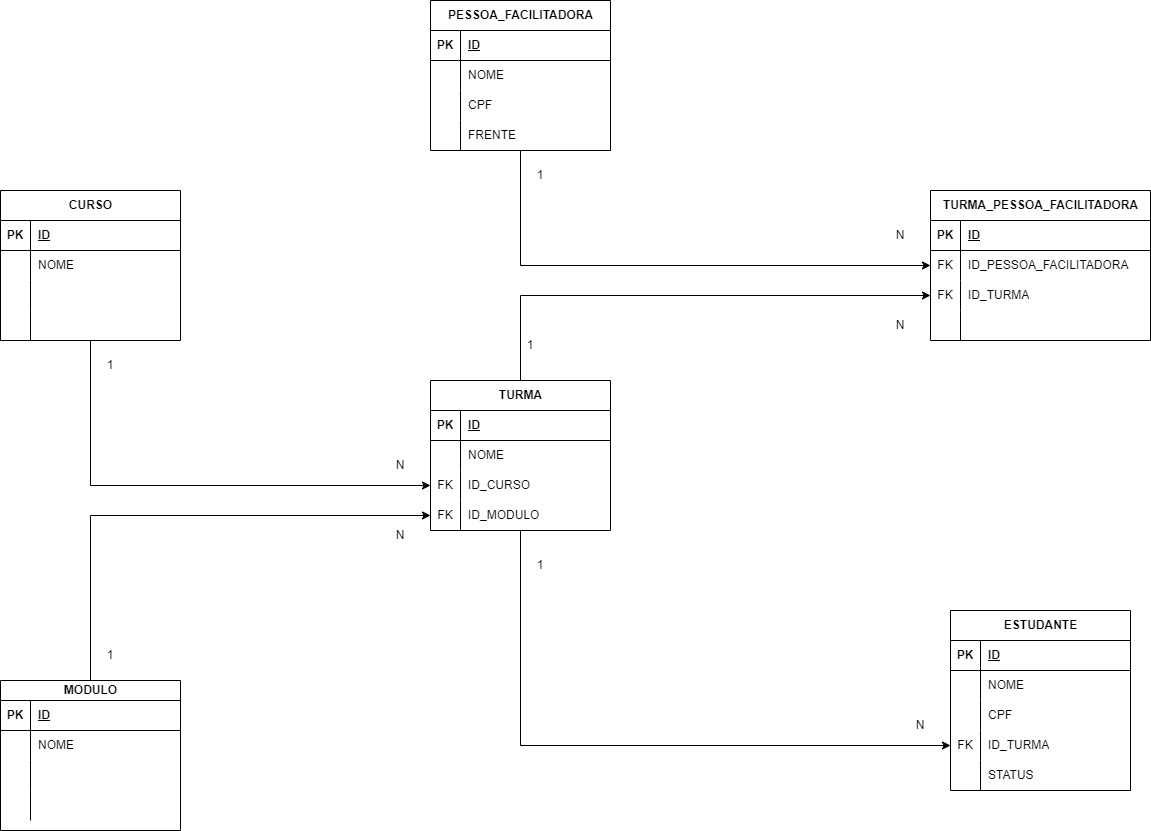 PESSOA_FACILITADORA
PK ID
NOME
CPF
FRENTE
1
CURSO
PK ID
NOME
1
TURMA_PESSOA_FACILITADORA
PK ID
FK ID_PESSOA_FACILITADORA
FK ID_TURMA
N
N
1
TURMA
PK ID
NOME
FK ID_CURSO
FK ID_MODULO
N
N
1
1
MODULO
PK ID
NOME
ESTUDANTE
PK ID
NOME
CPF
FK ID_TURMA
STATUS
N